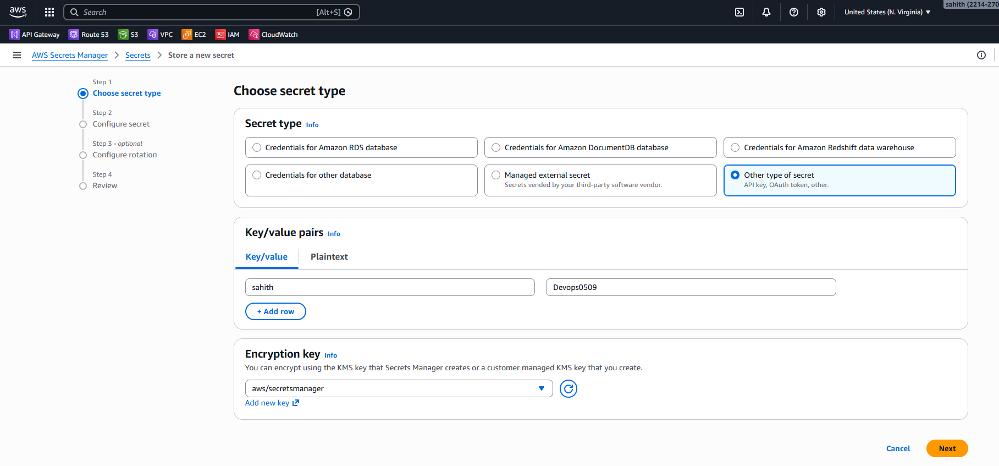 aws
Search [Alt+S]
United States (N. Virginia)
sahith (2214-270
API Gateway Route 53 S3 VPC EC2 IAM CloudWatch
AWS Secrets Manager Secrets Store a new secret
Step 1
Choose secret type
Step 2
Configure secret
Step 3 - optional
Configure rotation
Step 4
Review
Choose secret type
Secret type Info
Credentials for Amazon RDS database
Credentials for Amazon DocumentDB database
Credentials for Amazon Redshift data warehouse
Credentials for other database
Managed external secret
Secrets vended by your third-party software vendor.
Other type of secret
API key, OAuth token, other.
Key/value pairs Info
Key/value Plaintext
sahith Devops0509
+ Add row
Encryption key Info
You can encrypt using the KMS key that Secrets Manager creates or a customer managed KMS key that you create.
aws/secretsmanager
Add new key
Cancel Next